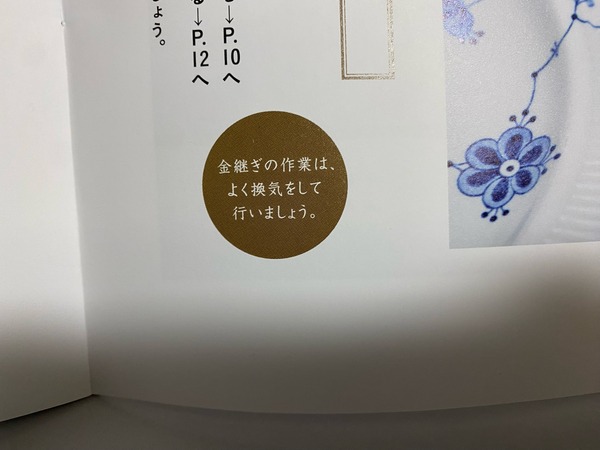 →P.10へ
る→P.12へ
しょう。
金継ぎの作業は、
よく換気をして
行いましょう。